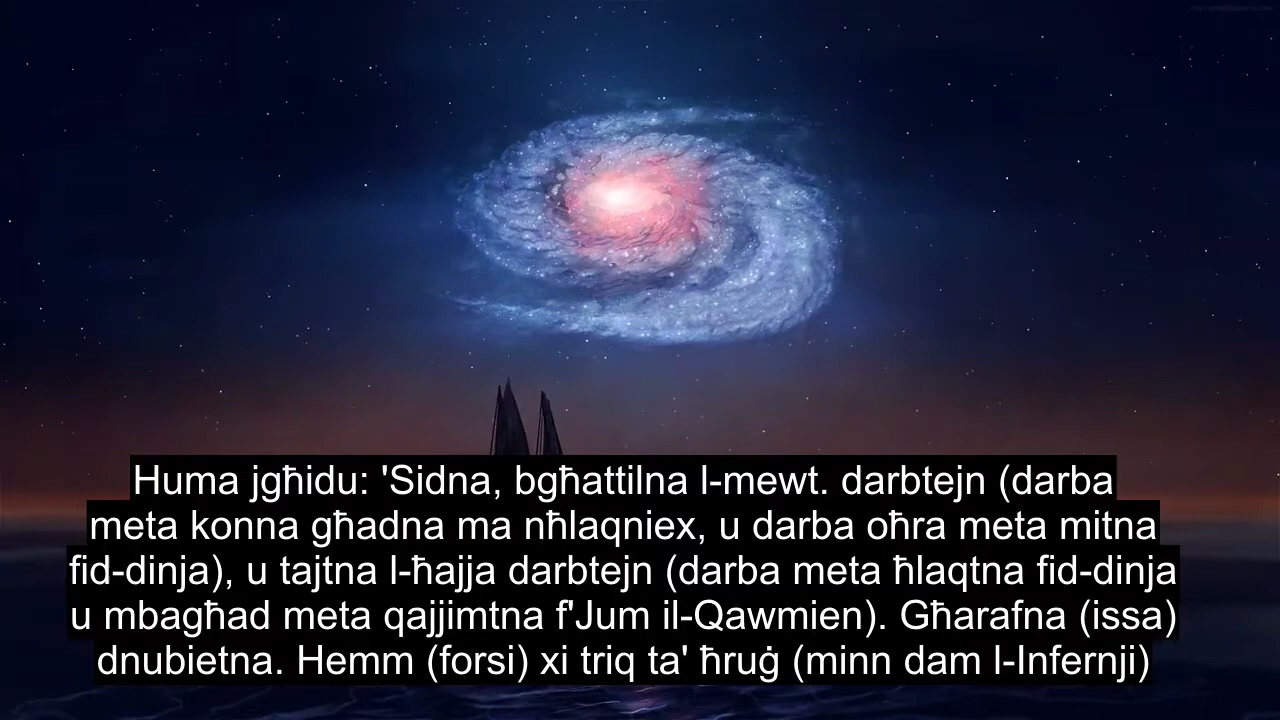 Huma jgħidu: 'Sidna, bgħattilna l-mewt. darbtejn (darba
meta konna għadna ma nħlaqniex, u darba oħra meta mitna
fid-dinja), u tajtna l-ħajja darbtejn (darba meta ħlaqtna fid-dinja
u mbagħad meta qajjimtna f'Jum il-Qawmien). Għarafna (issa)
dnubietna. Hemm (forsi) xi triq ta' ħruġ (minn dam l-Infernji)